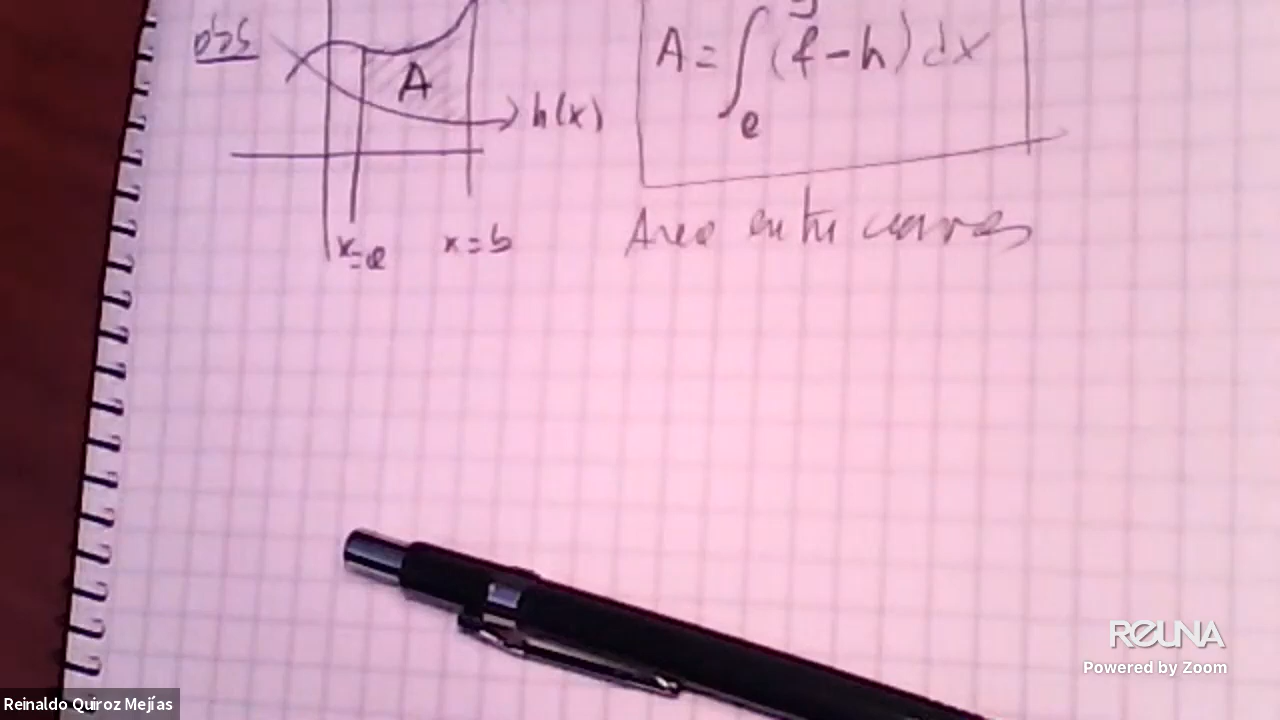 obs
A
h(x)
x=a
x=b
A = ∫ (f-h) dx
a
Area entre curvas
REUNA
Powered by Zoom
Reinaldo Quiroz Mejías